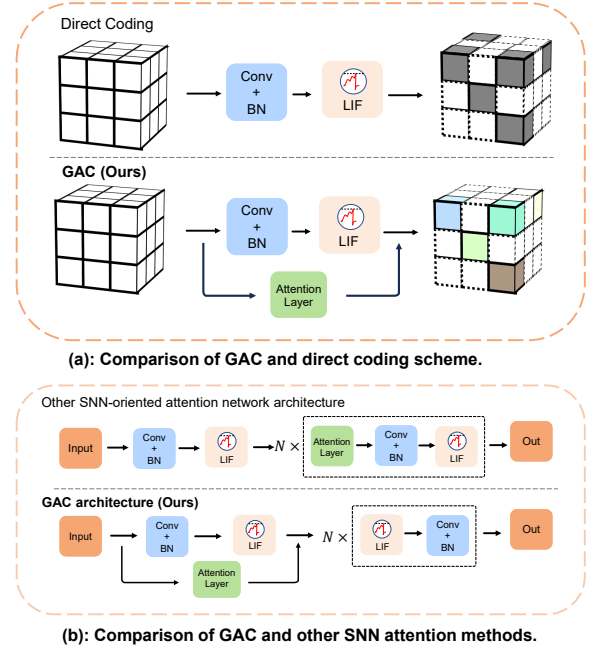 Direct Coding
Conv
+
BN
LIF
GAC (Ours)
Conv
+
BN
LIF
Attention
Layer
(a): Comparison of GAC and direct coding scheme.
Other SNN-oriented attention network architecture
Input
Conv
+
BN
LIF
N ×
Attention
Layer
Conv
+
BN
LIF
Out
GAC architecture (Ours)
Input
Conv
+
BN
LIF
Attention
Layer
N ×
LIF
Conv
+
BN
Out
(b): Comparison of GAC and other SNN attention methods.